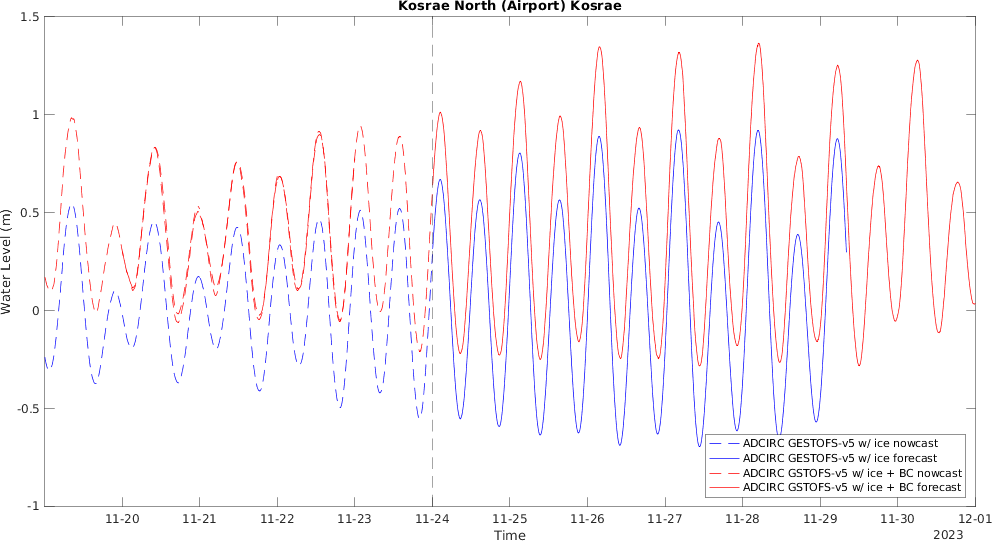 Kosrae North (Airport) Kosrae
Water Level (m)
1.5
1
0.5
0
-0.5
-1
ADCIRC GESTOFS-v5 w/ ice nowcast
ADCIRC GESTOFS-v5 w/ ice forecast
ADCIRC GSTOFS-v5 w/ ice + BC nowcast
ADCIRC GSTOFS-v5 w/ ice + BC forecast
11-20 11-21 11-22 11-23 11-24 11-25 11-26 11-27 11-28 11-29 11-30 12-01
Time
2023